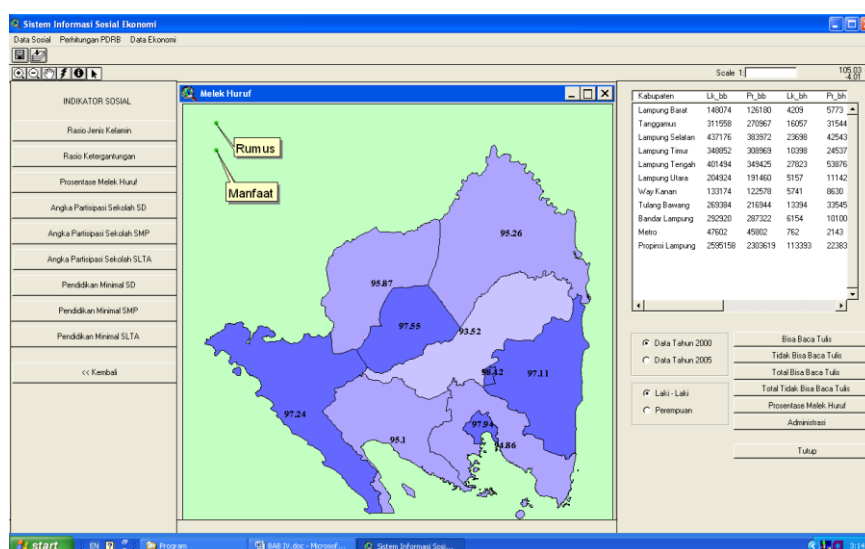 Sistem Informasi Sosial Ekonomi
Data Sosial Perhitungan PDRB Data Ekonomi
Scale 1:
105.03
-4.01
INDIKATOR SOSIAL
Rasio Jenis Kelamin
Rasio Ketergantungan
Prosentase Melek Huruf
Angka Partisipasi Sekolah SD
Angka Partisipasi Sekolah SMP
Angka Partisipasi Sekolah SLTA
Pendidikan Minimal SD
Pendidikan Minimal SMP
Pendidikan Minimal SLTA
<< Kembali
Melek Huruf
Rumus
Manfaat
95.26
95.87
97.55
93.52
98.42
97.11
97.24
97.94
95.1
94.86
Kabupaten Lk_bb Pr_bb Lk_bh Pr_bh
Lampung Barat 148074 126180 4209 5773
Tanggamus 311558 270967 16057 31544
Lampung Selatan 437176 383972 23698 42543
Lampung Timur 348852 308969 10398 24537
Lampung Tengah 401494 349425 27823 53876
Lampung Utara 204924 191460 5157 11142
Way Kanan 133174 122578 5741 8630
Tulang Bawang 269384 216944 13394 33545
Bandar Lampung 292920 287322 6154 10100
Metro 47602 45802 762 2143
Propinsi Lampung 2595158 2303619 113393 22383
Data Tahun 2000
Data Tahun 2005
Laki - Laki
Perempuan
Bisa Baca Tulis
Tidak Bisa Baca Tulis
Total Bisa Baca Tulis
Total Tidak Bisa Baca Tulis
Prosentase Melek Huruf
Administrasi
Tutup
start EN Program BAB IV.doc - Microsof... Sistem Informasi Sosi... 3:14